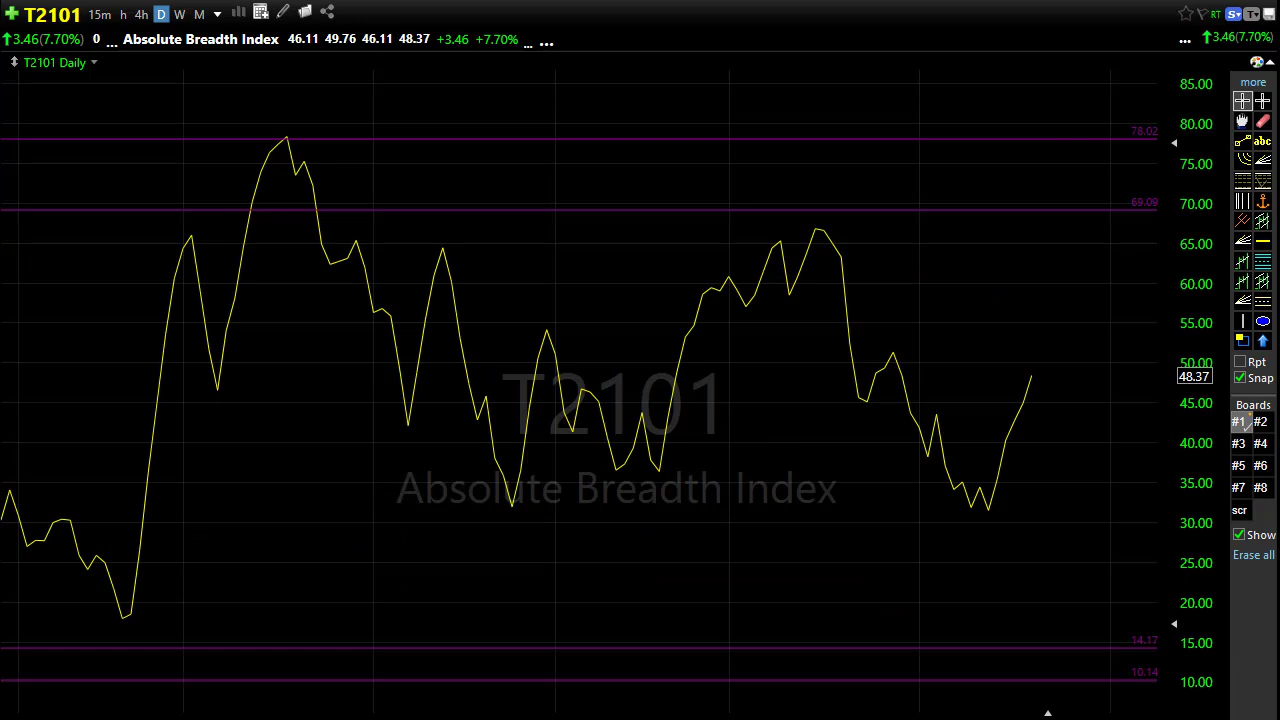 T2101 15m h 4h D W M RT S T
3.46(7.70%) 0 ... Absolute Breadth Index 46.11 49.76 46.11 48.37 +3.46 +7.70% ... ... ... 3.46(7.70%)
T2101 Daily
more
85.00
abc
78.02
80.00
75.00
69.09
70.00
65.00
60.00
55.00
50.00
Rpt
48.37
Snap
T2101
45.00
Boards
#1 #2
40.00
#3 #4
#5 #6
Absolute Breadth Index
35.00
#7 #8
scr
30.00
Show
Erase all
25.00
20.00
14.17
15.00
10.14
10.00